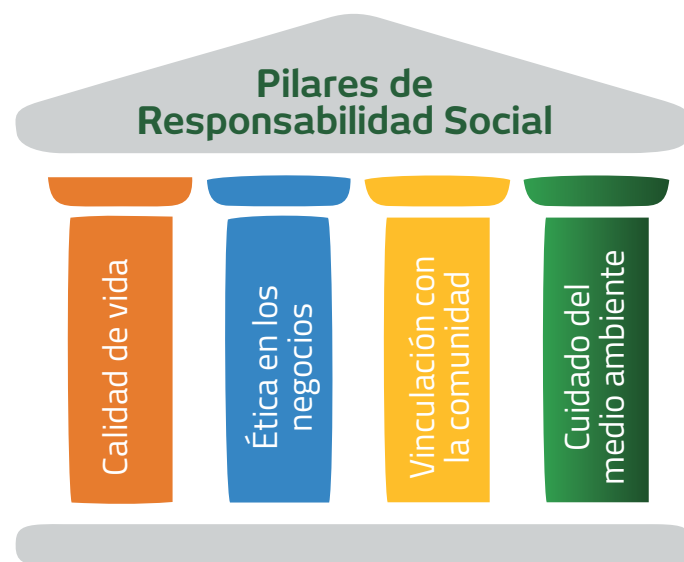 Pilares de
Responsabilidad Social
Calidad de vida
Ética en los
negocios
Vinculación con
la comunidad
Cuidado del
medio ambiente